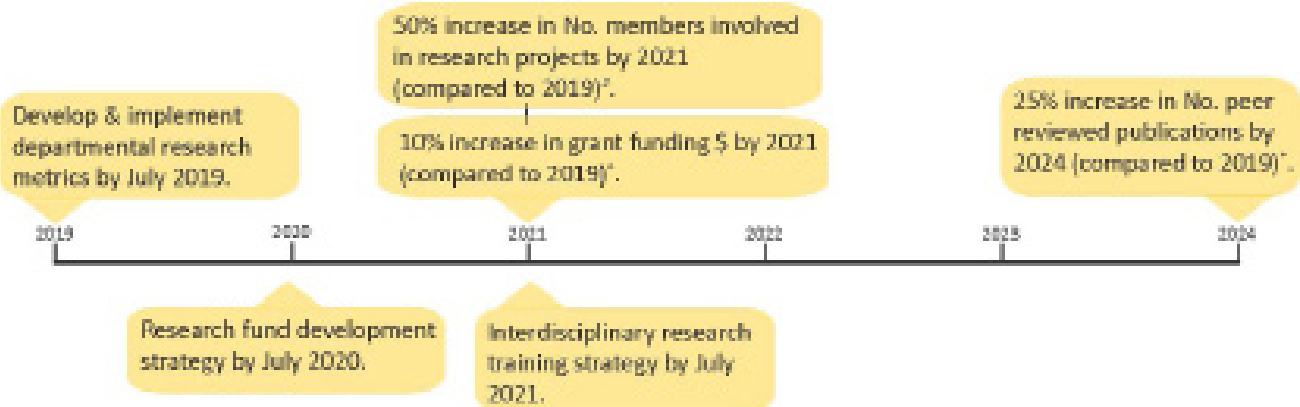 50% increase in No. members involved
in research projects by 2021
(compared to 2019)*.
Develop & implement
departmental research
metrics by July 2019.
10% increase in grant funding $ by 2021
(compared to 2019)*.
25% increase in No. peer
reviewed publications by
2024 (compared to 2019)*.
2019 2020 2021 2022 2023 2024
Research fund development
strategy by July 2020.
Interdisciplinary research
training strategy by July
2021.